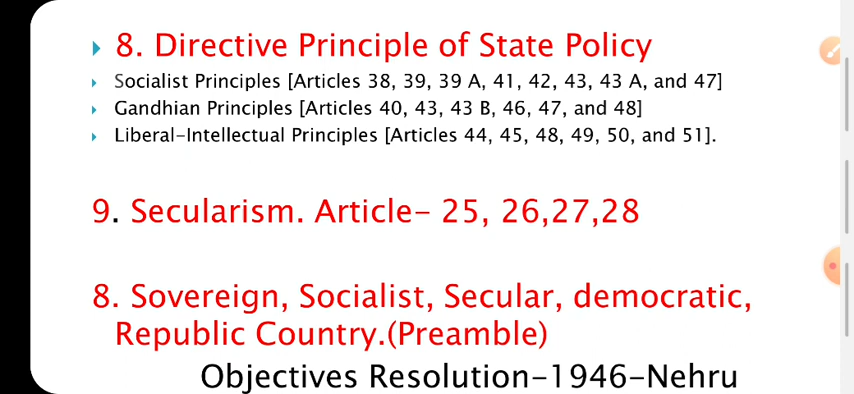 8. Directive Principle of State Policy
Socialist Principles [Articles 38, 39, 39 A, 41, 42, 43, 43 A, and 47]
Gandhian Principles [Articles 40, 43, 43 B, 46, 47, and 48]
Liberal-Intellectual Principles [Articles 44, 45, 48, 49, 50, and 51].
9. Secularism. Article- 25, 26,27,28
8. Sovereign, Socialist, Secular, democratic,
Republic Country.(Preamble)
Objectives Resolution-1946-Nehru